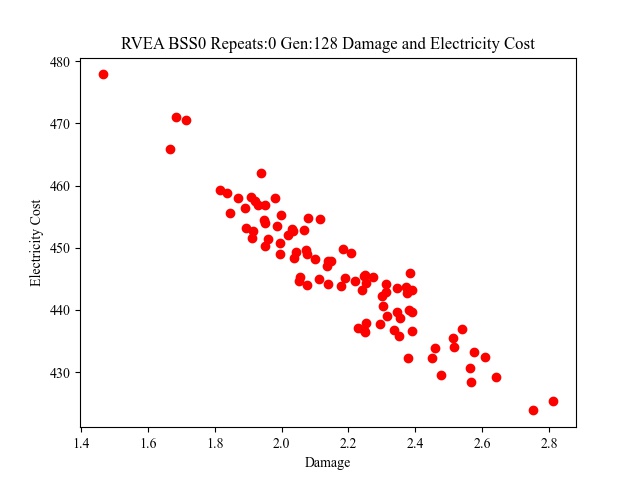 RVEA BSS0 Repeats:0 Gen:128 Damage and Electricity Cost
480
470
460
450
440
430
Electricity Cost
1.4 1.6 1.8 2.0 2.2 2.4 2.6 2.8
Damage